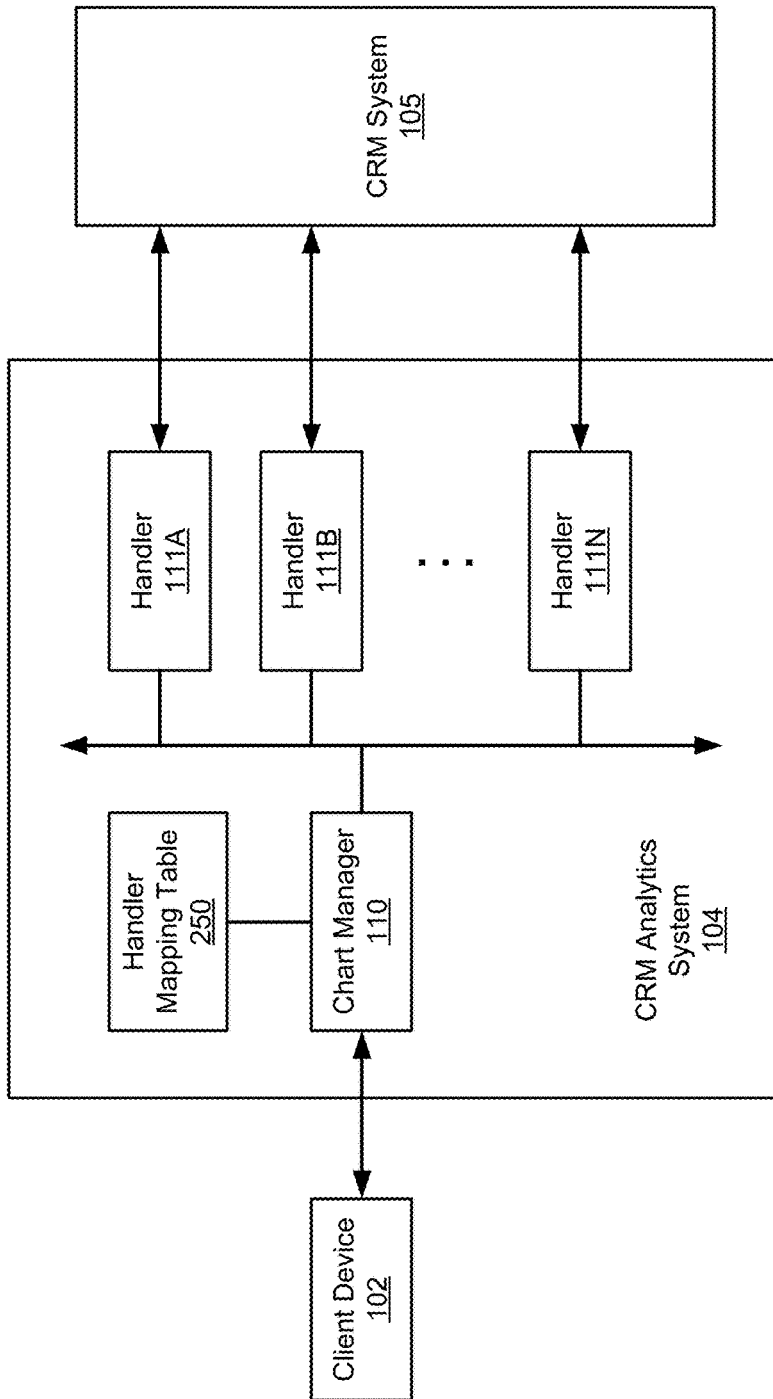 Client Device
102
Handler
Mapping Table
250
Chart Manager
110
CRM Analytics
System
104
Handler
111A
Handler
111B
. . .
Handler
111N
CRM System
105